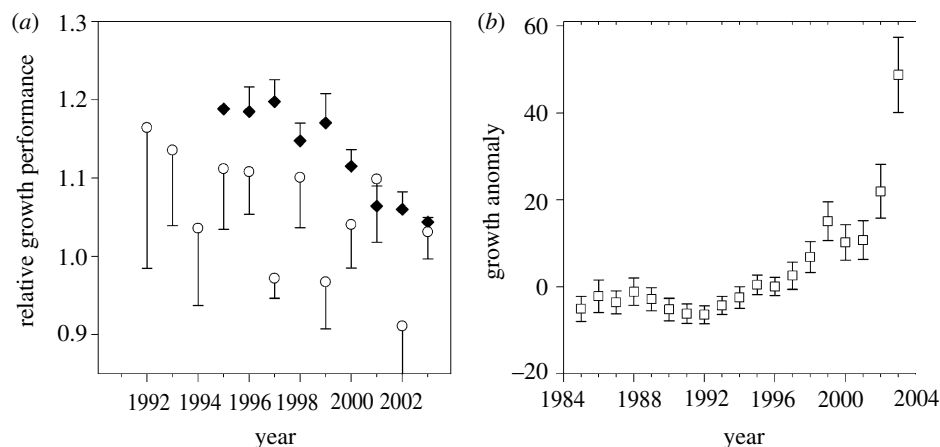 (a)
1.3
1.2
1.1
1.0
0.9
relative growth performance
1992 1994 1996 1998 2000 2002
year
(b)
60
40
20
0
−20
growth anomaly
1984 1988 1992 1996 2000 2004
year